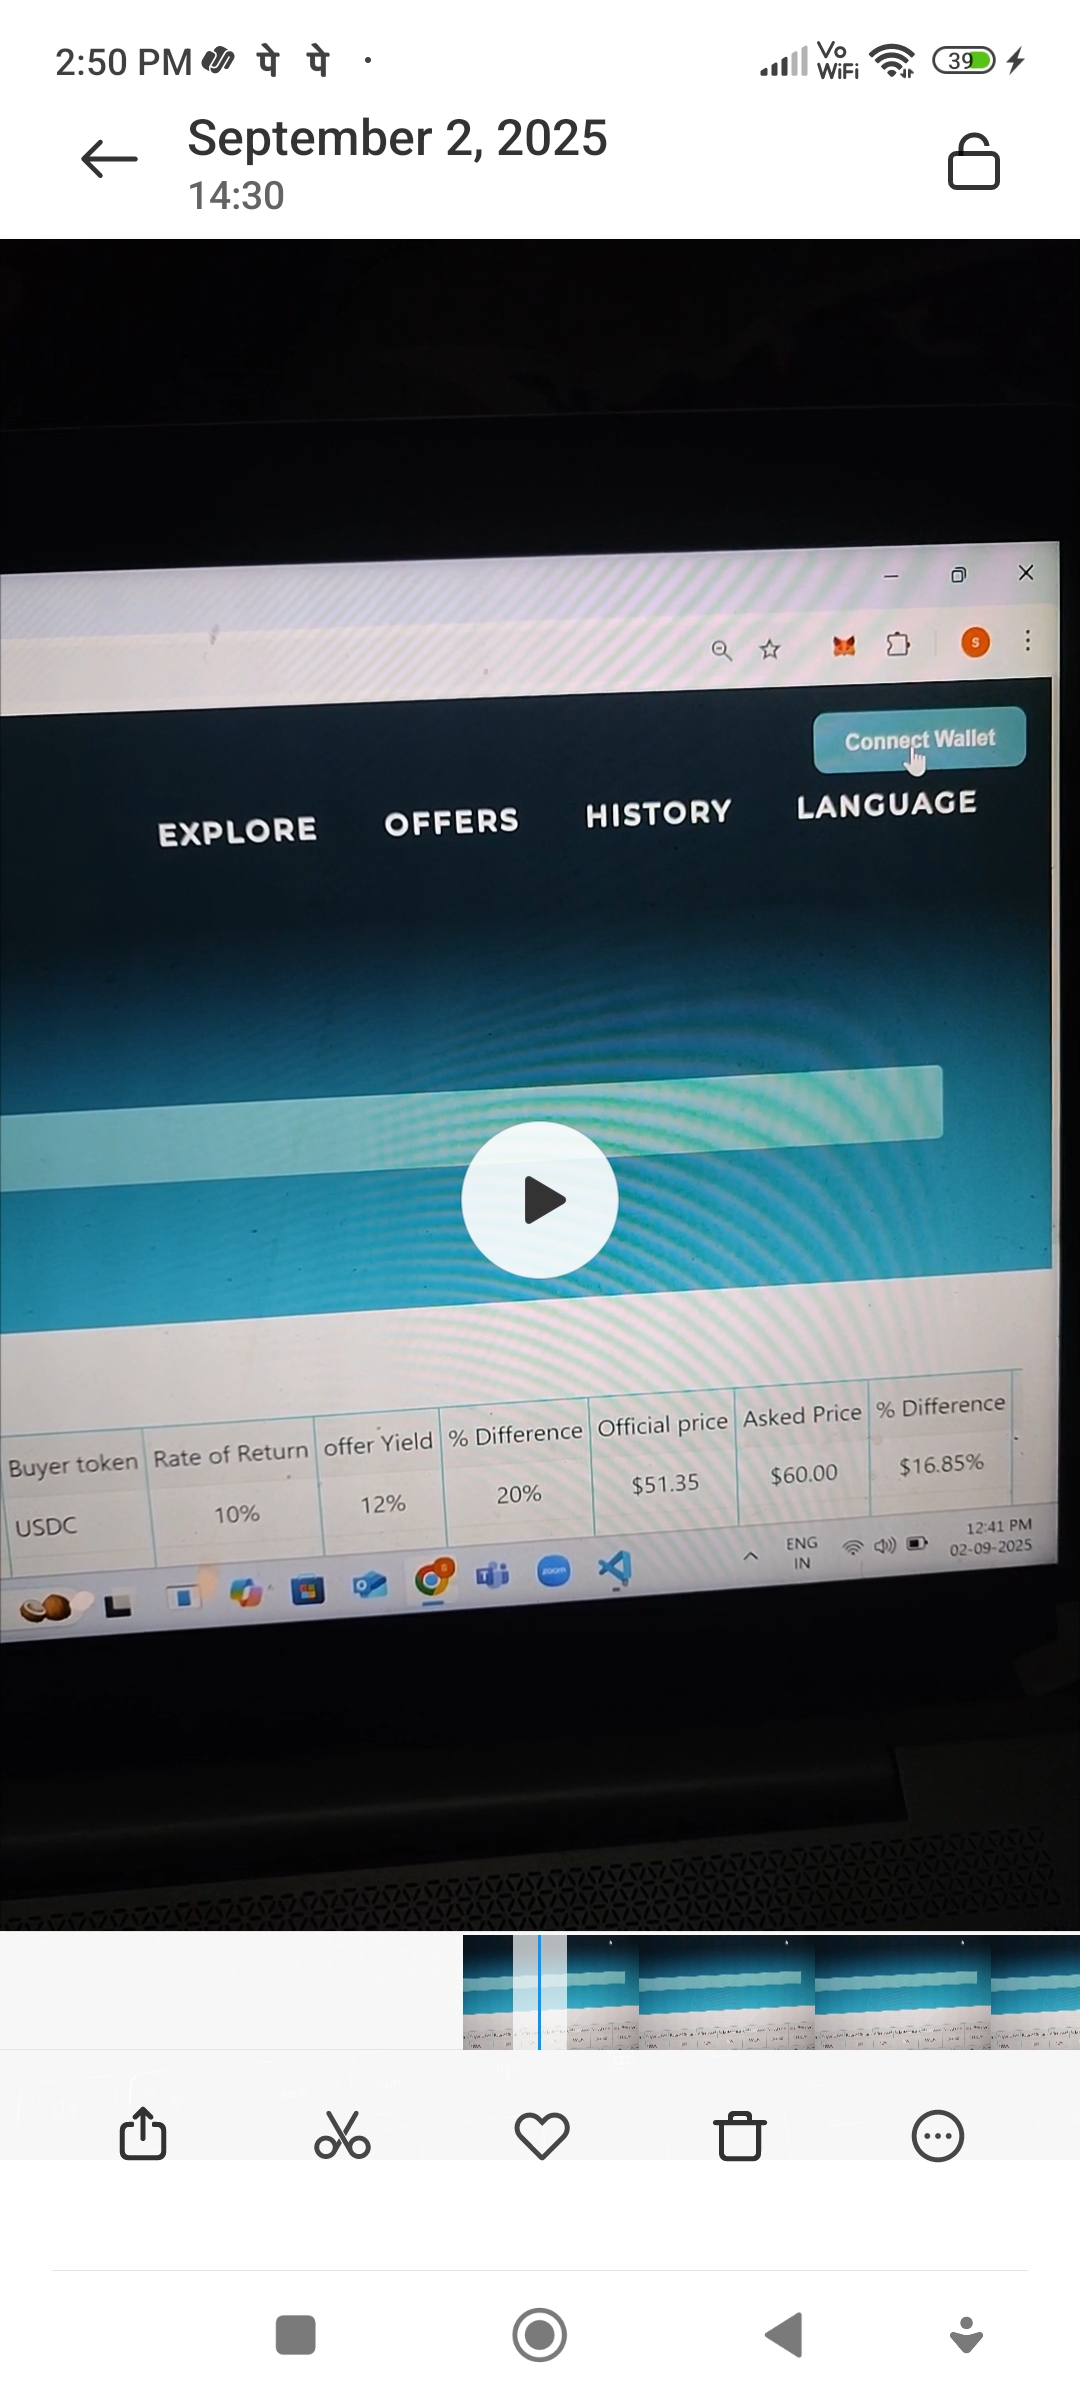 2:50 PM पे पे
Vo WiFi 39
September 2, 2025
14:30
S
Connect Wallet
EXPLORE OFFERS HISTORY LANGUAGE
Buyer token Rate of Return offer Yield % Difference Official price Asked Price % Difference
USDC 10% 12% 20% $51.35 $60.00 $16.85%
zoom
ENG
IN
12:41 PM
02-09-2025